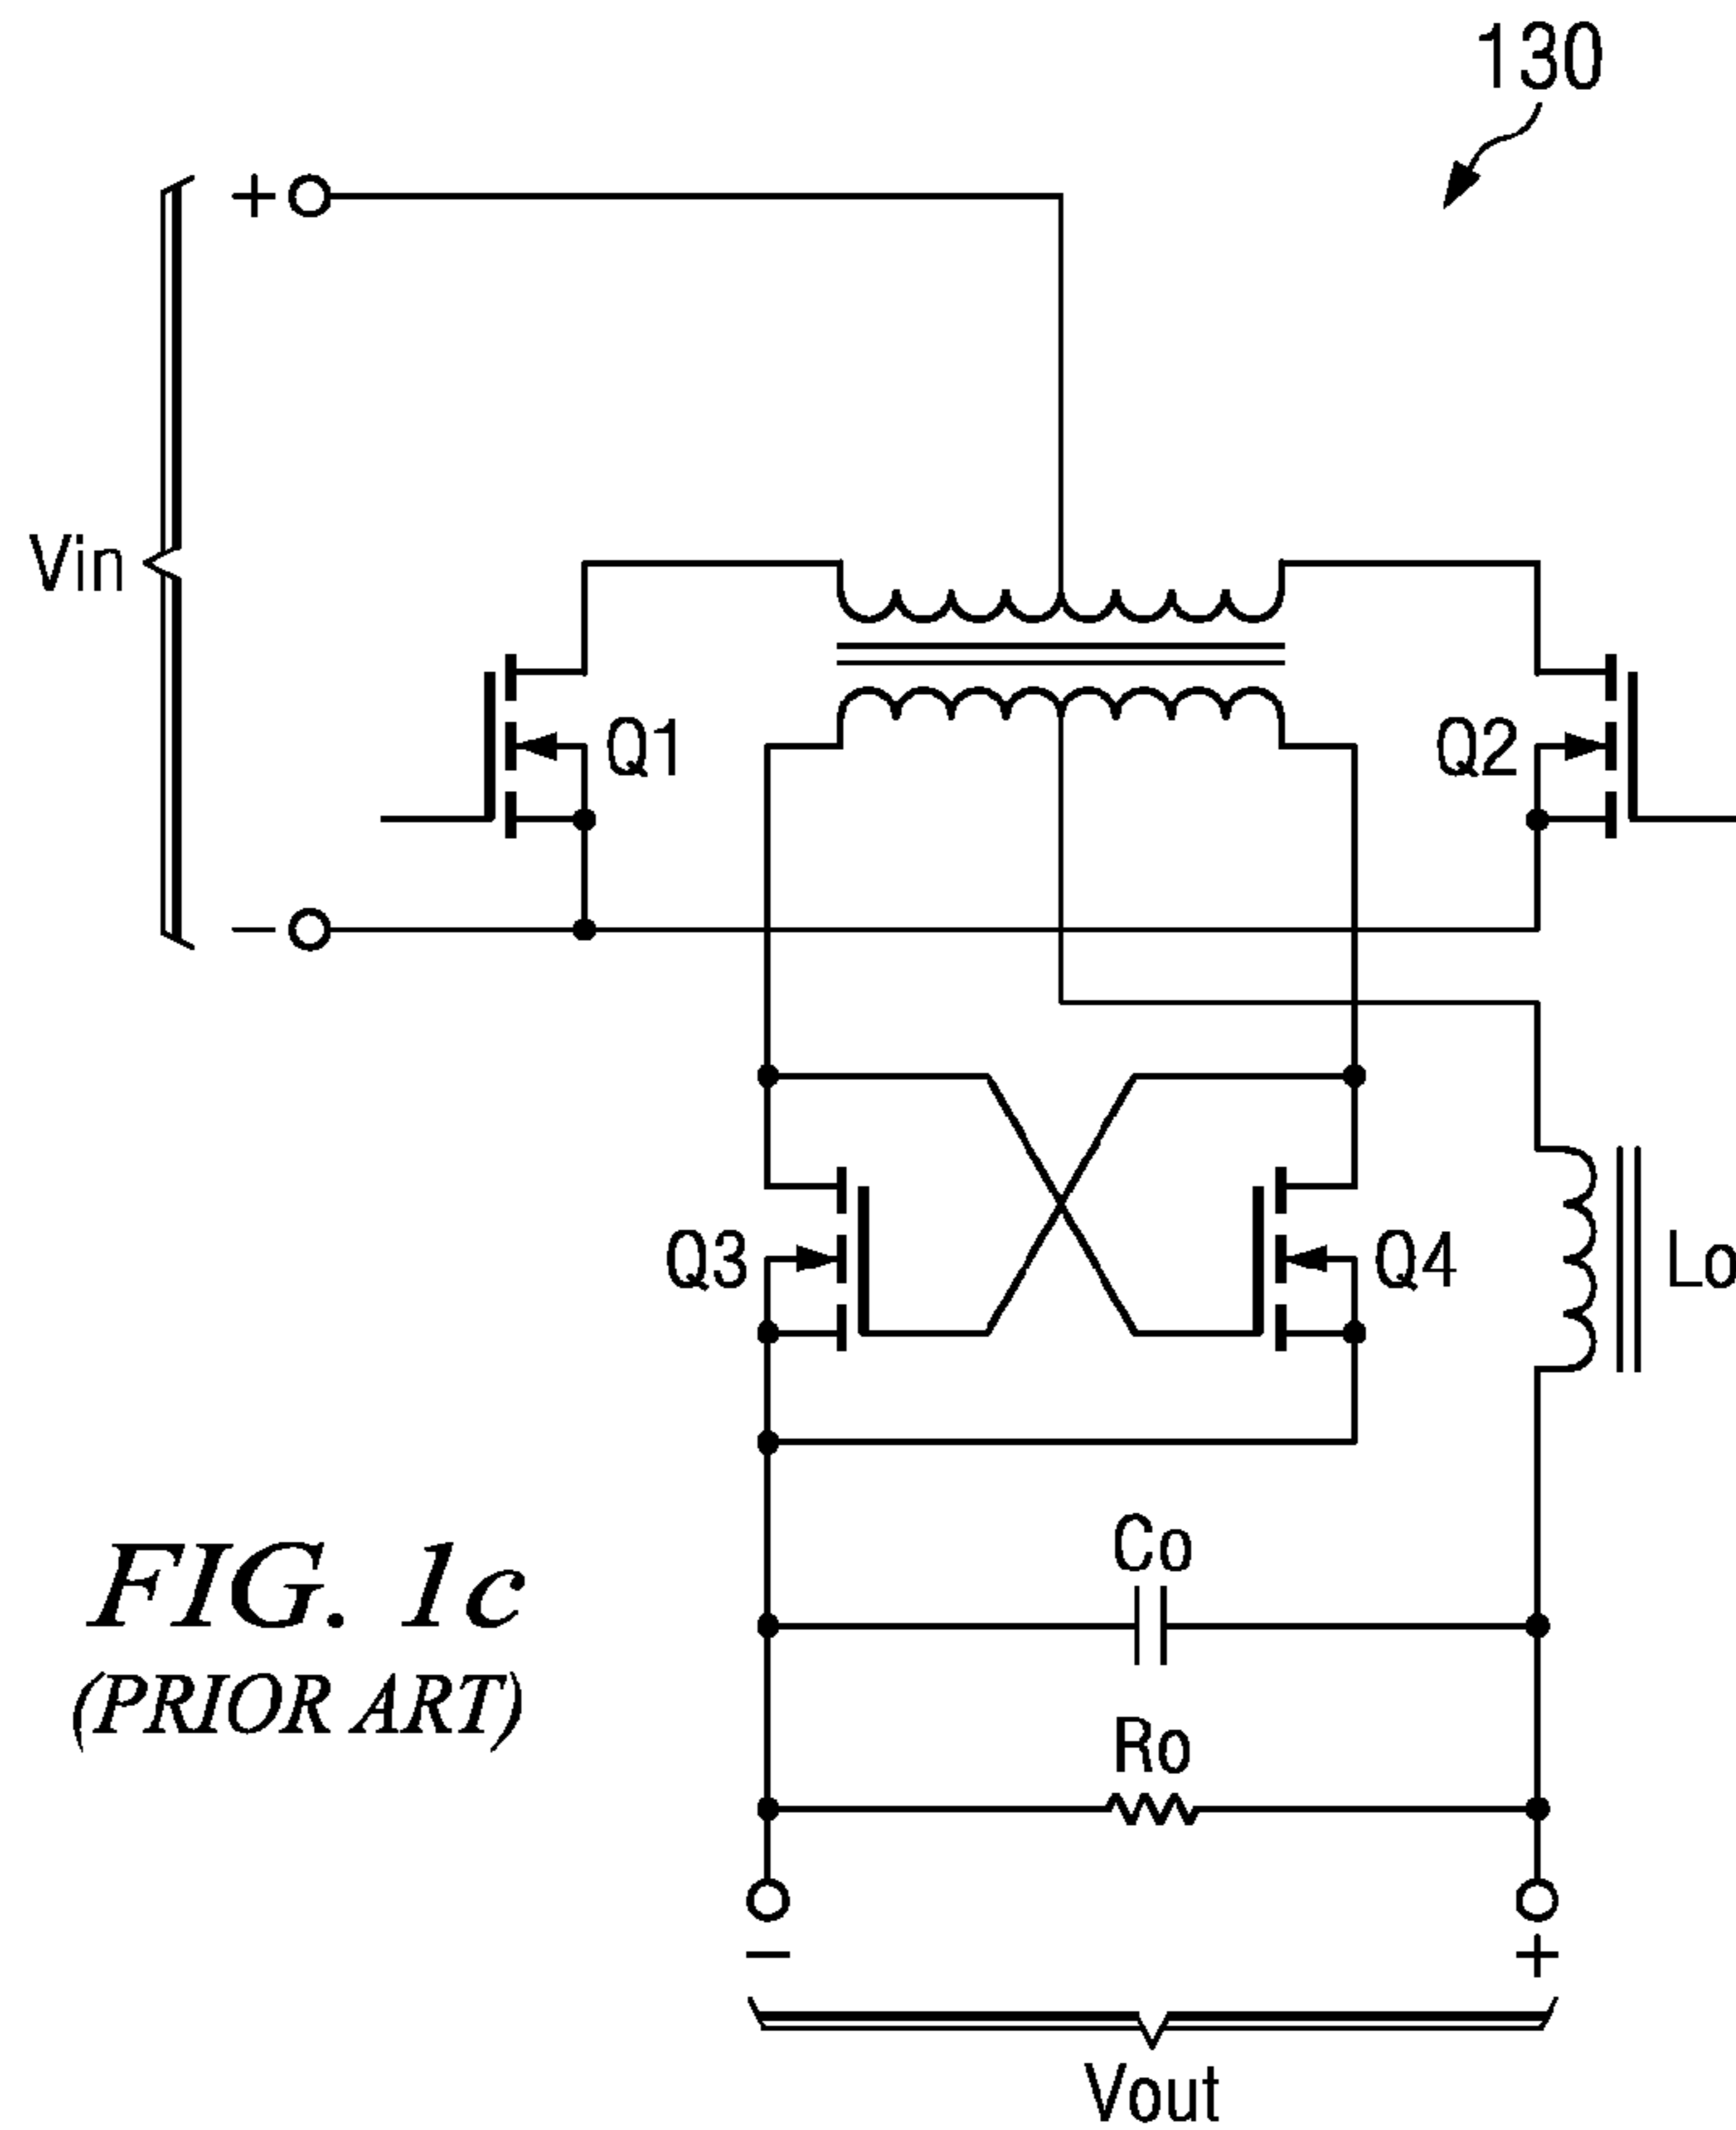 130
+
Vin
Q1
Q2
−
Q3
Q4
Lo
Co
FIG. 1c
(PRIOR ART)
Ro
− +
Vout